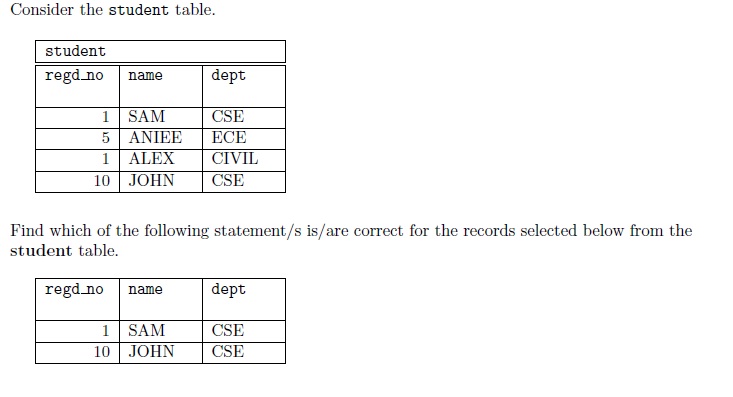 Consider the student table.
student
regd_no name dept
1 SAM CSE
5 ANIEE ECE
1 ALEX CIVIL
10 JOHN CSE
Find which of the following statement/s is/are correct for the records selected below from the
student table.
regd_no name dept
1 SAM CSE
10 JOHN CSE